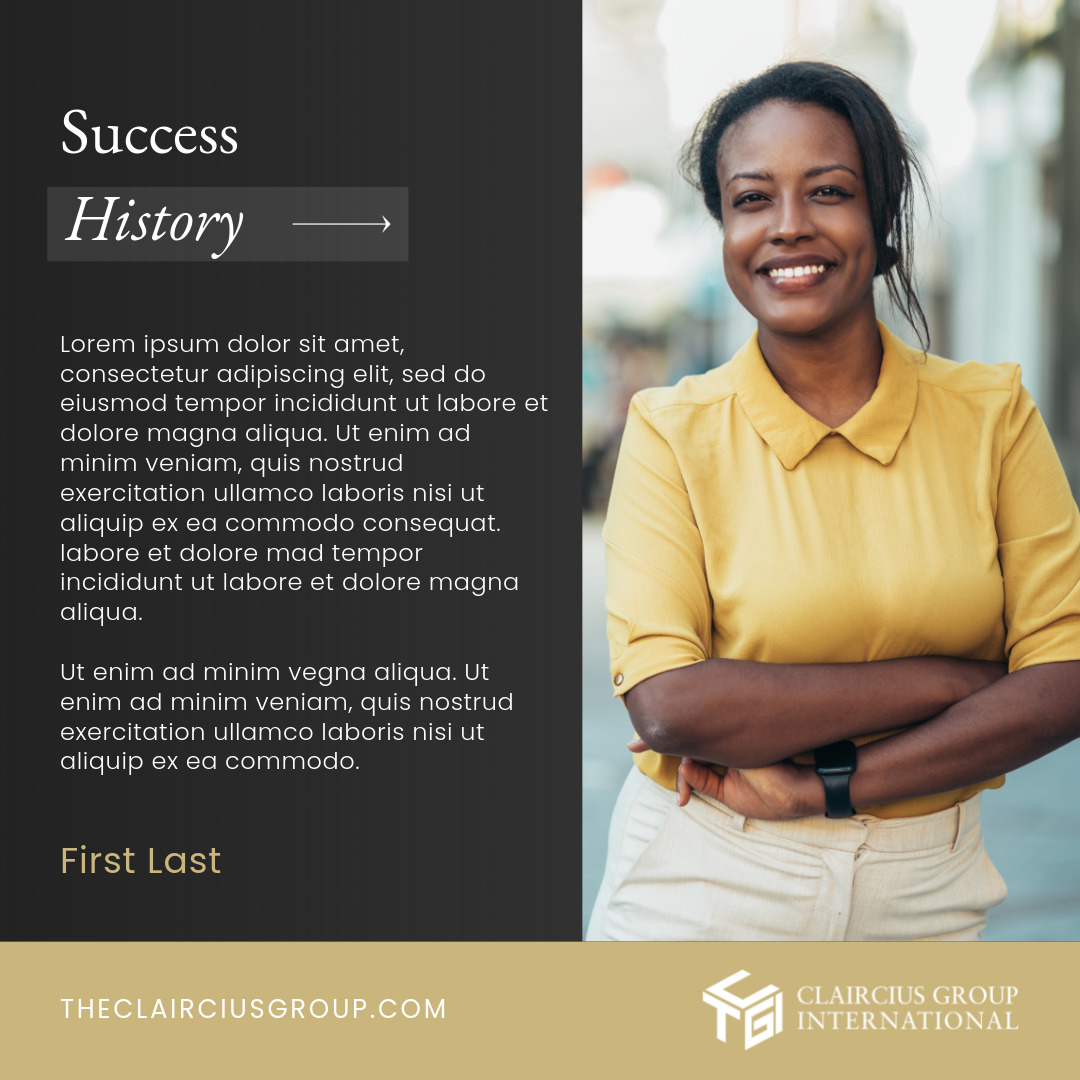 Success
History
Lorem ipsum dolor sit amet,
consectetur adipiscing elit, sed do
eiusmod tempor incididunt ut labore et
dolore magna aliqua. Ut enim ad
minim veniam, quis nostrud
exercitation ullamco laboris nisi ut
aliquip ex ea commodo consequat.
labore et dolore mad tempor
incididunt ut labore et dolore magna
aliqua.
Ut enim ad minim vegna aliqua. Ut
enim ad minim veniam, quis nostrud
exercitation ullamco laboris nisi ut
aliquip ex ea commodo.
First Last
THECLAIRCIUSGROUP.COM
TCG
CLAIRCIUS GROUP
INTERNATIONAL